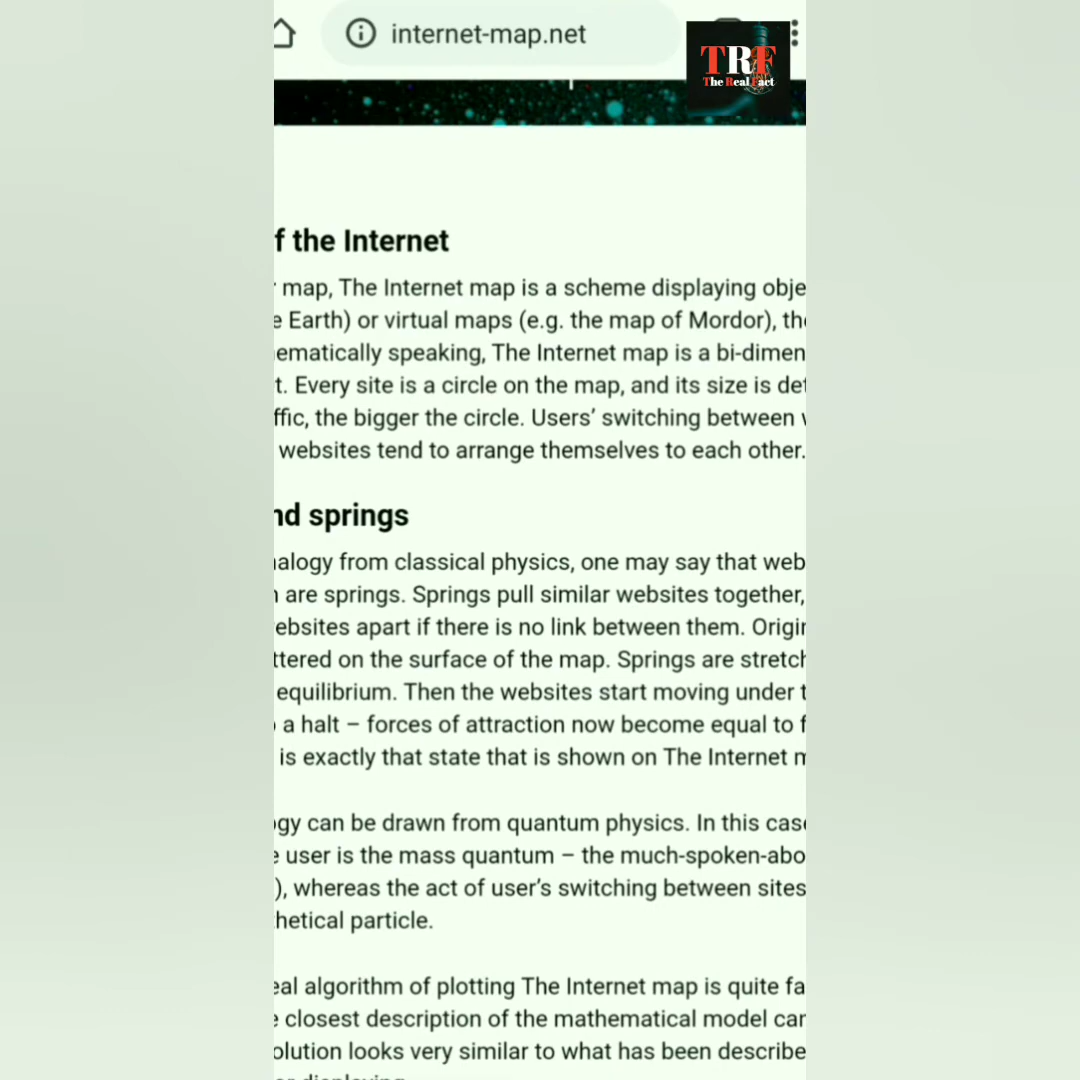 internet-map.net
TRF
The Real Fact
f the Internet
map, The Internet map is a scheme displaying obje
e Earth) or virtual maps (e.g. the map of Mordor), the
ematically speaking, The Internet map is a bi-dimen
t. Every site is a circle on the map, and its size is det
ffic, the bigger the circle. Users’ switching between
websites tend to arrange themselves to each other.
nd springs
nalogy from classical physics, one may say that web
are springs. Springs pull similar websites together,
ebsites apart if there is no link between them. Origin
ttered on the surface of the map. Springs are stretch
equilibrium. Then the websites start moving under t
a halt – forces of attraction now become equal to f
is exactly that state that is shown on The Internet m
gy can be drawn from quantum physics. In this case
e user is the mass quantum – the much-spoken-abo
), whereas the act of user’s switching between sites
hetical particle.
eal algorithm of plotting The Internet map is quite fa
e closest description of the mathematical model can
olution looks very similar to what has been describe